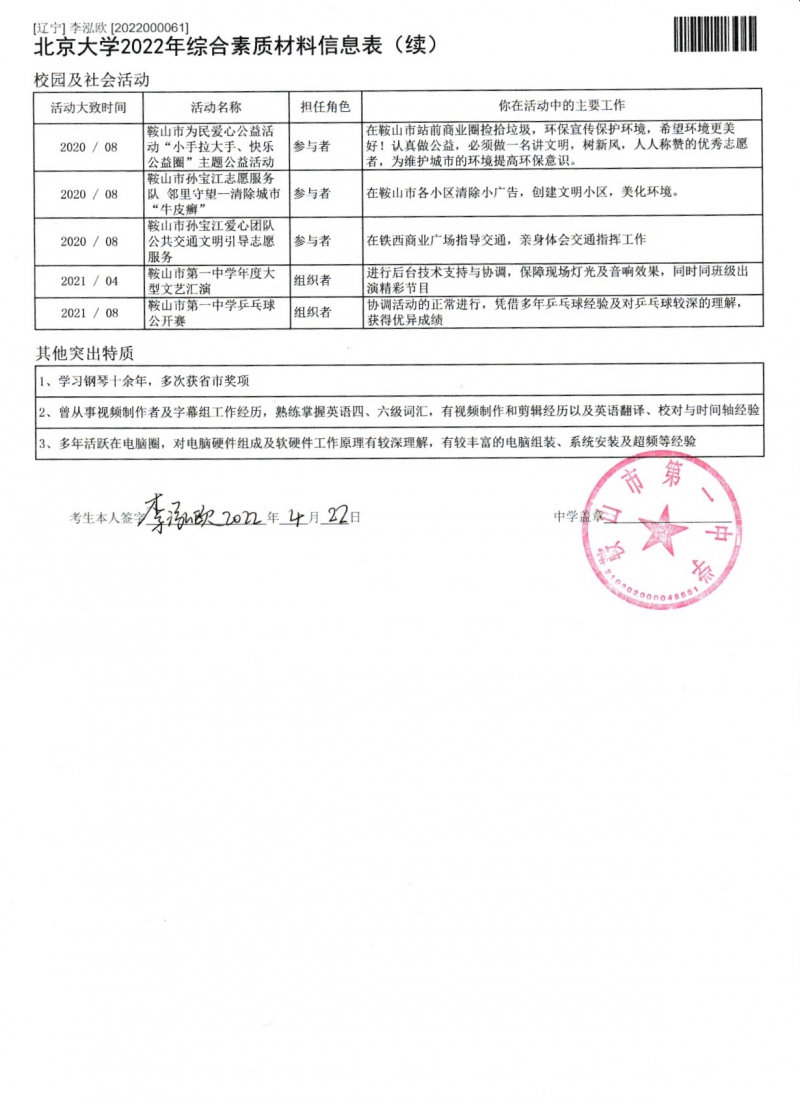 [辽宁] 李泓欧 [2022000061]
北京大学2022年综合素质材料信息表（续）
校园及社会活动
活动大致时间 活动名称 担任角色 你在活动中的主要工作
2020 / 08
鞍山市为民爱心公益活
动“小手拉大手、快乐
公益圈”主题公益活动
参与者
在鞍山市站前商业圈捡拾垃圾，环保宣传保护环境，希望环境更美
好！认真做公益，必须做一名讲文明，树新风，人人称赞的优秀志愿
者，为维护城市的环境提高环保意识。
2020 / 08
鞍山市孙宝江志愿服务
队 邻里守望--清除城市
“牛皮癣”
参与者
在鞍山市各小区清除小广告，创建文明小区，美化环境。
2020 / 08
鞍山市孙宝江爱心团队
公共交通文明引导志愿
服务
参与者
在铁西商业广场指导交通，亲身体会交通指挥工作
2021 / 04
鞍山市第一中学年度大
型文艺汇演
组织者
进行后台技术支持与协调，保障现场灯光及音响效果，同时同班级出
演精彩节目
2021 / 08
鞍山市第一中学乒乓球
公开赛
组织者
协调活动的正常进行，凭借多年乒乓球经验及对乒乓球较深的理解，
获得优异成绩
其他突出特质
1、学习钢琴十余年，多次获省市奖项
2、曾从事视频制作者及字幕组工作经历，熟练掌握英语四、六级词汇，有视频制作和剪辑经历以及英语翻译、校对与时间轴经验
3、多年活跃在电脑圈，对电脑硬件组成及软硬件工作原理有较深理解，有较丰富的电脑组装、系统安装及超频等经验
考生本人签字 李泓欧 2022 年 4 月 22 日
中学盖章
鞍山市第一中学